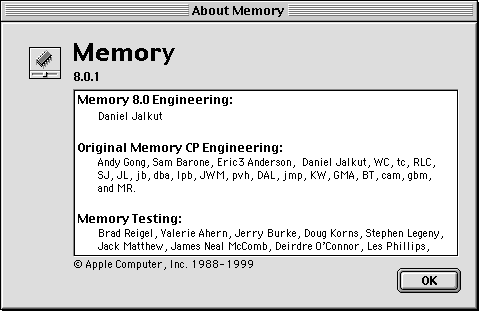 About Memory
Memory
8.0.1
Memory 8.0 Engineering:
Daniel Jalkut
Original Memory CP Engineering:
Andy Gong, Sam Barone, Eric3 Anderson, Daniel Jalkut, WC, tc, RLC,
SJ, JL, jb, dba, lpb, JWM, pvh, DAL, jmp, KW, GMA, BT, cam, gbm,
and MR.
Memory Testing:
Brad Reigel, Valerie Ahern, Jerry Burke, Doug Korns, Stephen Legeny,
Jack Matthew, James Neal McComb, Deirdre O'Connor, Les Phillips,
© Apple Computer, Inc. 1988-1999
OK